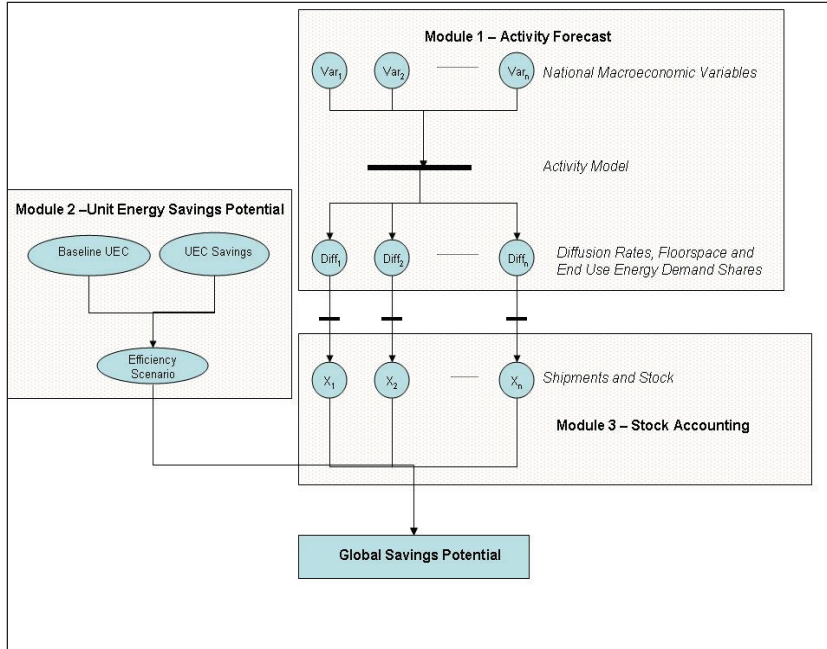 Module 1 – Activity Forecast
Var1 Var2 Varn National Macroeconomic Variables
Activity Model
Module 2 –Unit Energy Savings Potential
Baseline UEC UEC Savings
Diff1 Diff2 Diffn Diffusion Rates, Floorspace and
End Use Energy Demand Shares
Efficiency
Scenario
X1 X2 Xn Shipments and Stock
Module 3 – Stock Accounting
Global Savings Potential